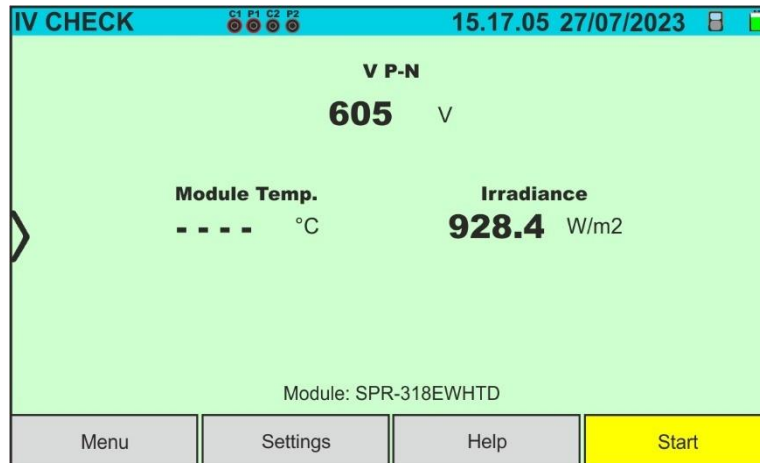 IV CHECK C1 P1 C2 P2 15.17.05 27/07/2023
V P-N
605 V
Module Temp. Irradiance
- - - - °C 928.4 W/m2
Module: SPR-318EWHTD
Menu Settings Help Start